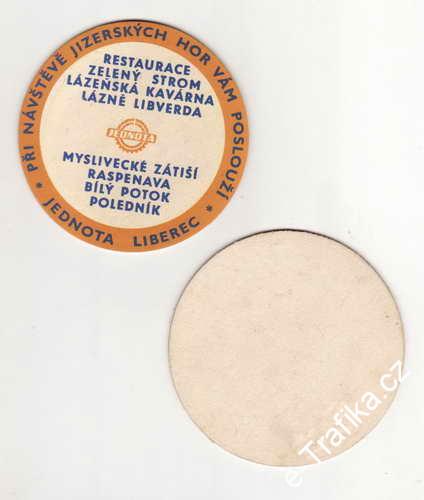 PŘI NÁVŠTĚVĚ JIZERSKÝCH HOR VÁM POSLOUŽÍ
RESTAURACE
ZELENÝ STROM
LÁZEŇSKÁ KAVÁRNA
LÁZNĚ LIBVERDA
JEDNOTA
MYSLIVECKÉ ZÁTIŠÍ
RASPENAVA
BÍLÝ POTOK
POLEDNÍK
* JEDNOTA LIBEREC *
e-Trafika.cz